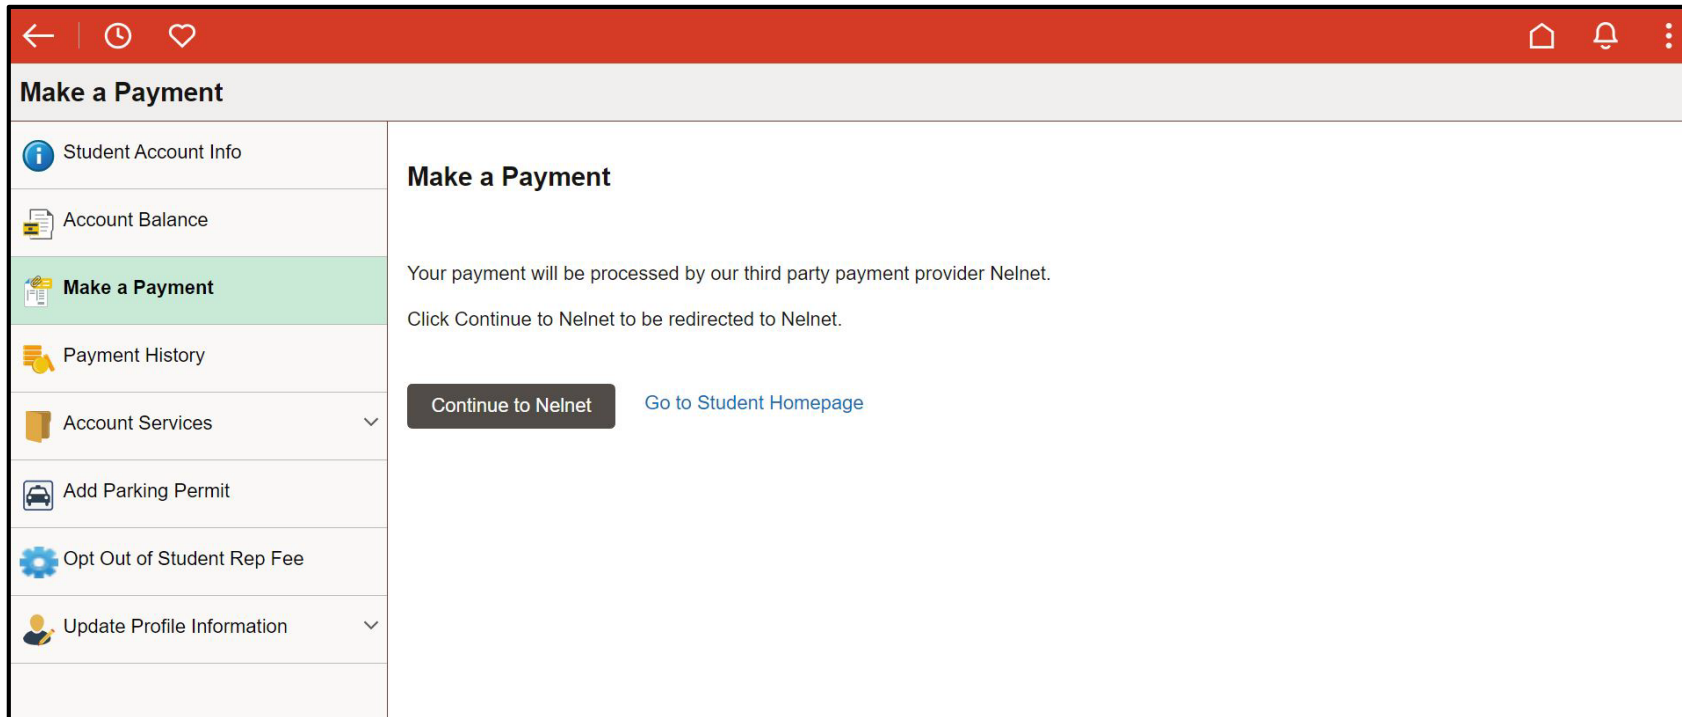 Make a Payment
Student Account Info
Account Balance
Make a Payment
Payment History
Account Services
Add Parking Permit
Opt Out of Student Rep Fee
Update Profile Information
Make a Payment
Your payment will be processed by our third party payment provider Nelnet.
Click Continue to Nelnet to be redirected to Nelnet.
Continue to Nelnet
Go to Student Homepage